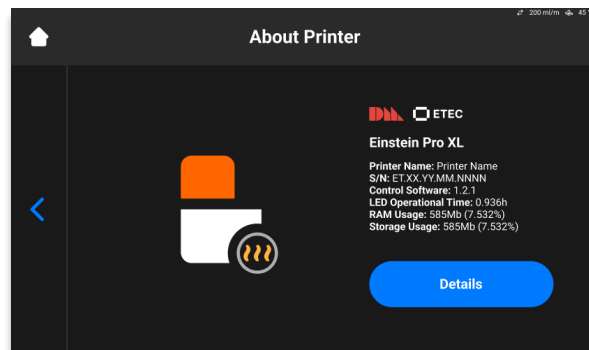 200 ml/m 45
About Printer
DM ETEC
Einstein Pro XL
Printer Name: Printer Name
S/N: ET.XX.YY.MM.NNNN
Control Software: 1.2.1
LED Operational Time: 0.936h
RAM Usage: 585Mb (7.532%)
Storage Usage: 585Mb (7.532%)
Details